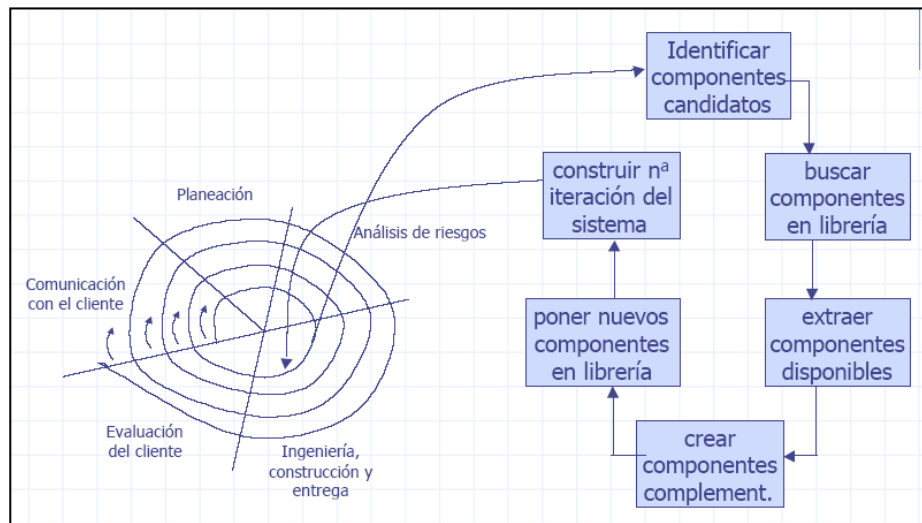 Planeación
Análisis de riesgos
Comunicación
con el cliente
Evaluación
del cliente
Ingeniería,
construcción y
entrega
Identificar
componentes
candidatos
buscar
componentes
en librería
extraer
componentes
disponibles
crear
componentes
complement.
poner nuevos
componentes
en librería
construir nª
iteración del
sistema